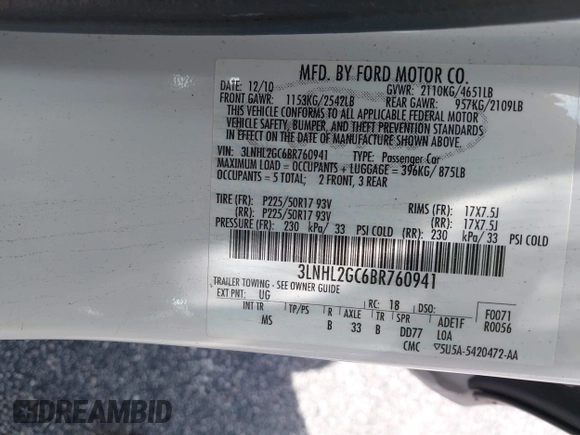 MFD. BY FORD MOTOR CO.
DATE: 12/10 GVWR: 2110KG/4651LB
FRONT GAWR: 1153KG/2542LB REAR GAWR: 957KG/2109LB
THIS VEHICLE CONFORMS TO ALL APPLICABLE FEDERAL MOTOR
VEHICLE SAFETY, BUMPER, AND THEFT PREVENTION STANDARDS
IN EFFECT ON THE DATE OF MANUFACTURE SHOWN ABOVE.
VIN: 3LNHL2GC6BR760941 TYPE: Passenger Car
MAXIMUM LOAD = OCCUPANTS + LUGGAGE = 396KG/875LB
OCCUPANTS = 5 TOTAL; 2 FRONT, 3 REAR
TIRE (FR): P225/50R17 93V RIMS (FR): 17X7.5J
(RR): P225/50R17 93V (RR): 17X7.5J
PRESSURE (FR): 230 kPa/ 33 PSI COLD (RR): 230 kPa/ 33 PSI COLD
3LNHL2GC6BR760941
TRAILER TOWING - SEE OWNER GUIDE
EXT PNT: UG RC: 18 DSO: F0071
R0056
INT TR TP/PS R AXLE TR SPR ADE1F
MS B 33 B DD77 LOA
CMC ▽5U5A-5420472-AA
DREAMBID